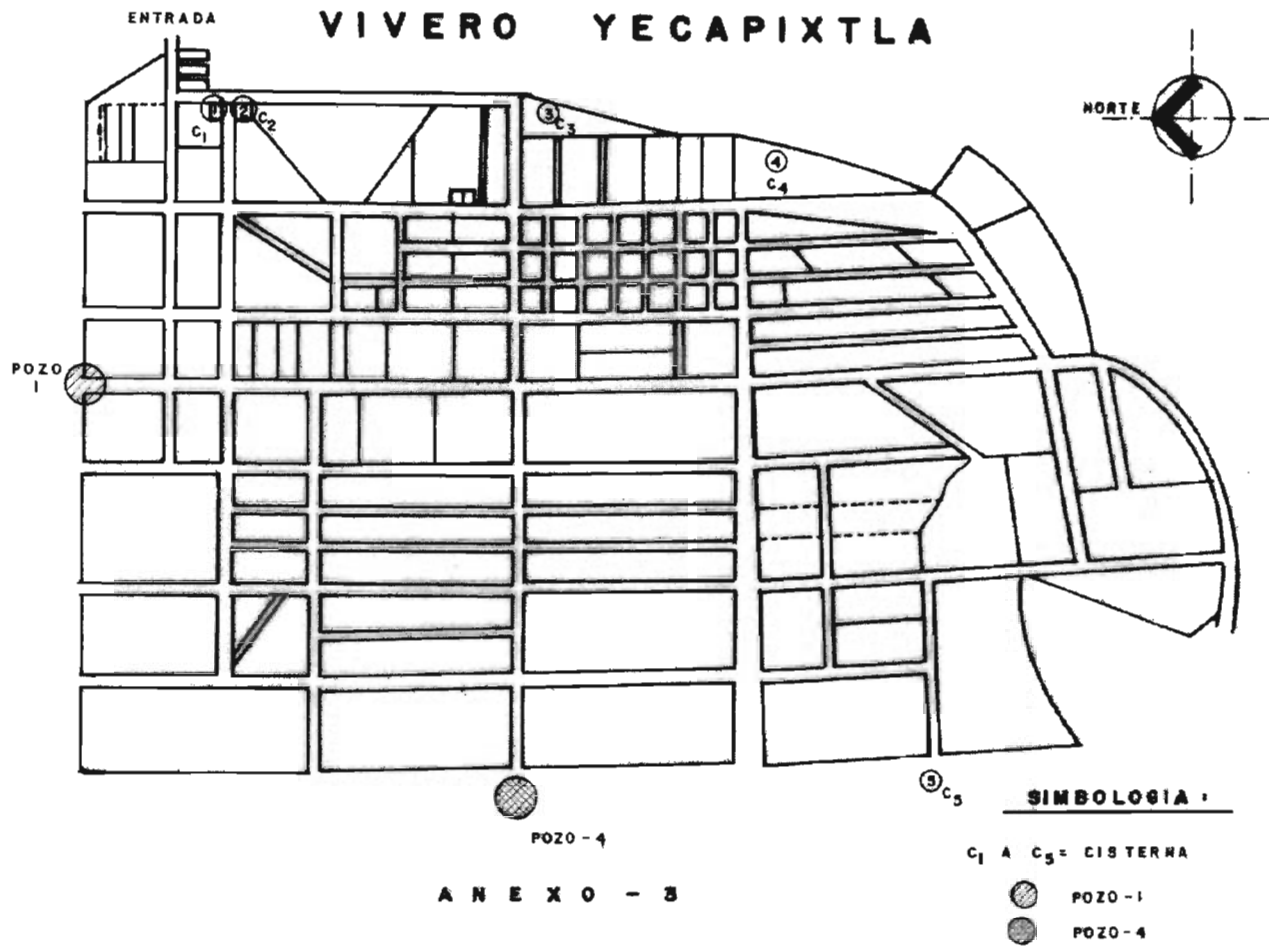 ENTRADA
VIVERO YECAPIXTLA
NORTE
1
C1
2
C2
3
C3
4
C4
POZO
1
5
C5
POZO-4
SIMBOLOGIA:
C1 A C5= CISTERNA
POZO-1
POZO-4
ANEXO-3